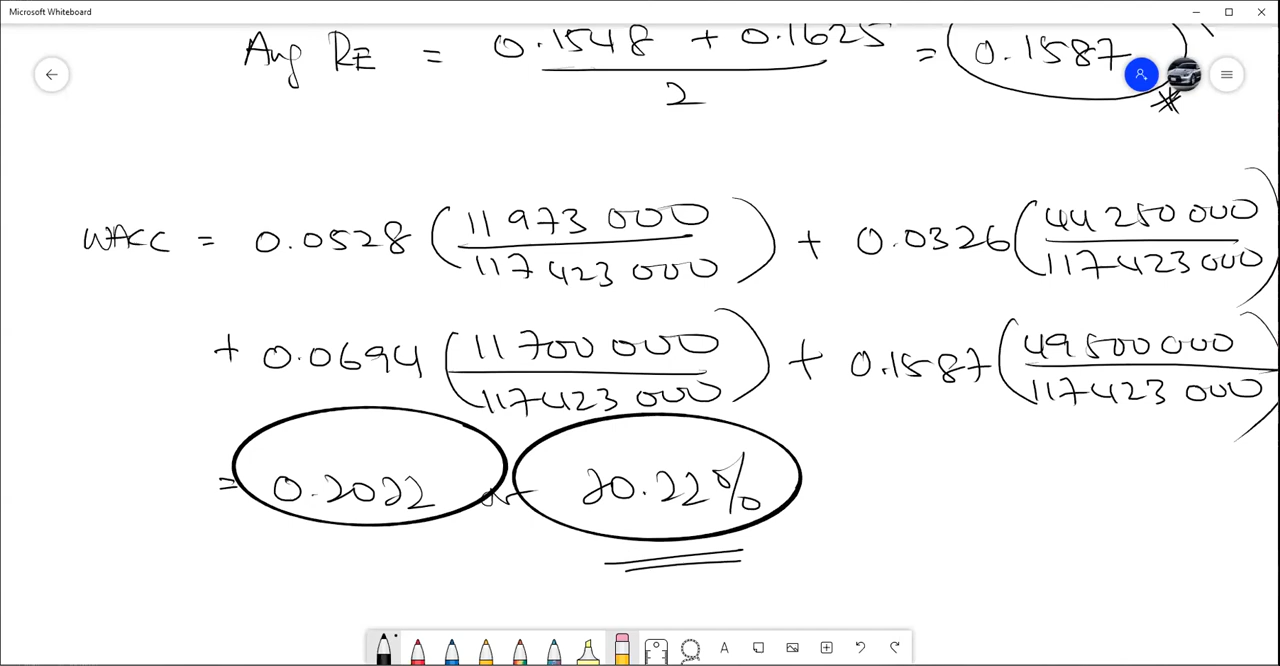 Microsoft Whiteboard
Avg RE = 0.1548 + 0.1625 / 2 = 0.1587
WACC = 0.0528 (11 973 000 / 117 423 000) + 0.0326 (44 250 000 / 117 423 000)
+ 0.0694 (11 700 000 / 117 423 000) + 0.1587 (49 500 000 / 117 423 000)
= 0.2022 or 20.22%